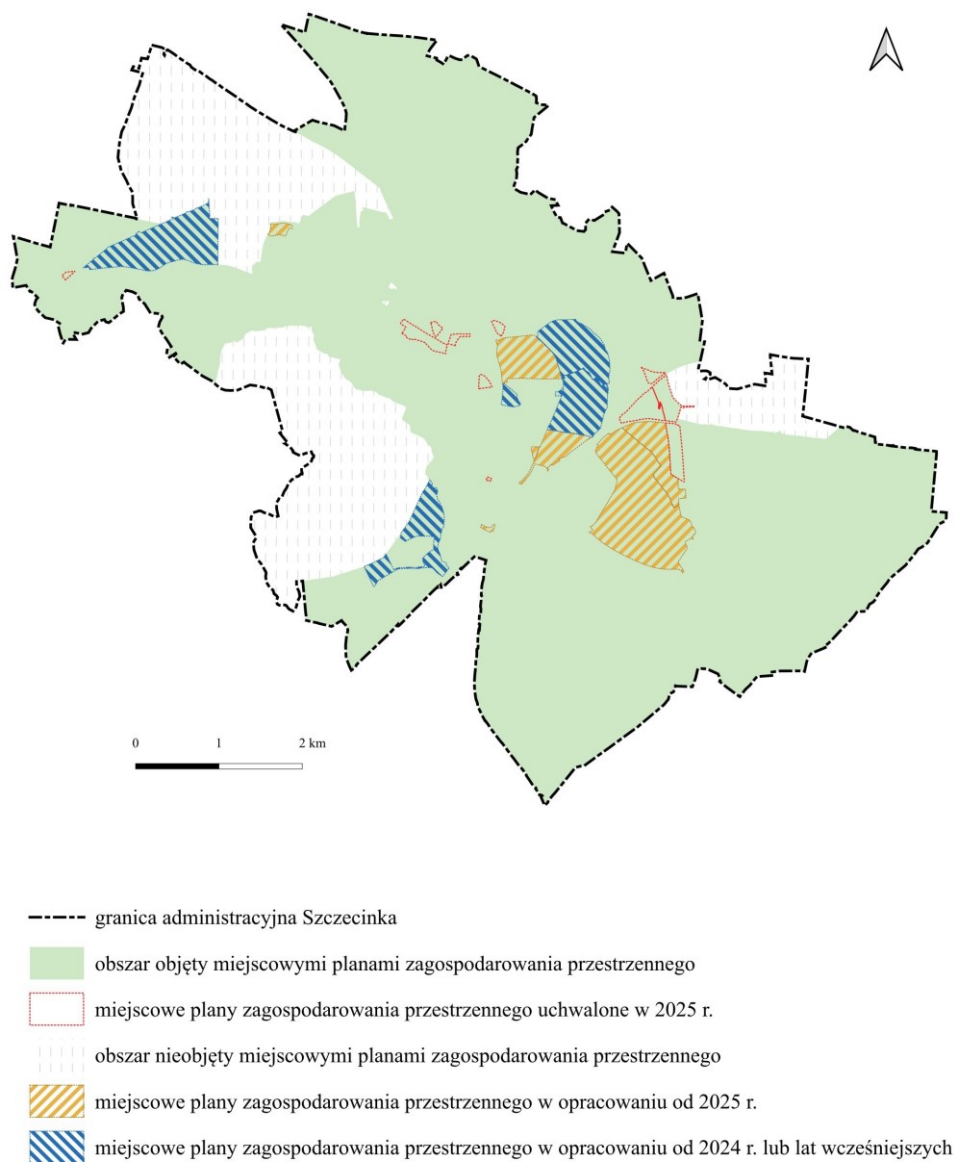 0 1 2 km
granica administracyjna Szczecinka
obszar objęty miejscowymi planami zagospodarowania przestrzennego
miejscowe plany zagospodarowania przestrzennego uchwalone w 2025 r.
obszar nieobjęty miejscowymi planami zagospodarowania przestrzennego
miejscowe plany zagospodarowania przestrzennego w opracowaniu od 2025 r.
miejscowe plany zagospodarowania przestrzennego w opracowaniu od 2024 r. lub lat wcześniejszych